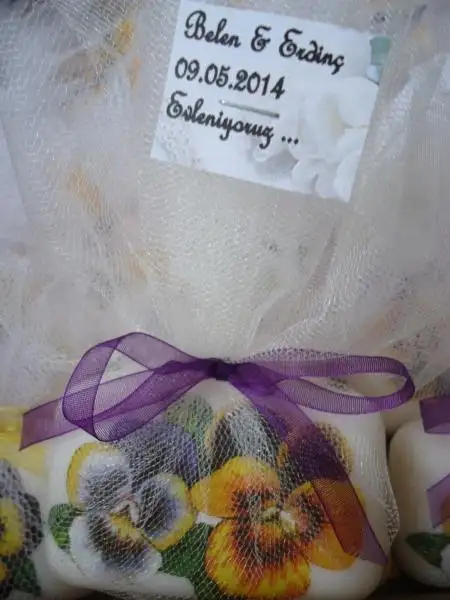 Belen & Erdinç
09.05.2014
Evleniyoruz ...